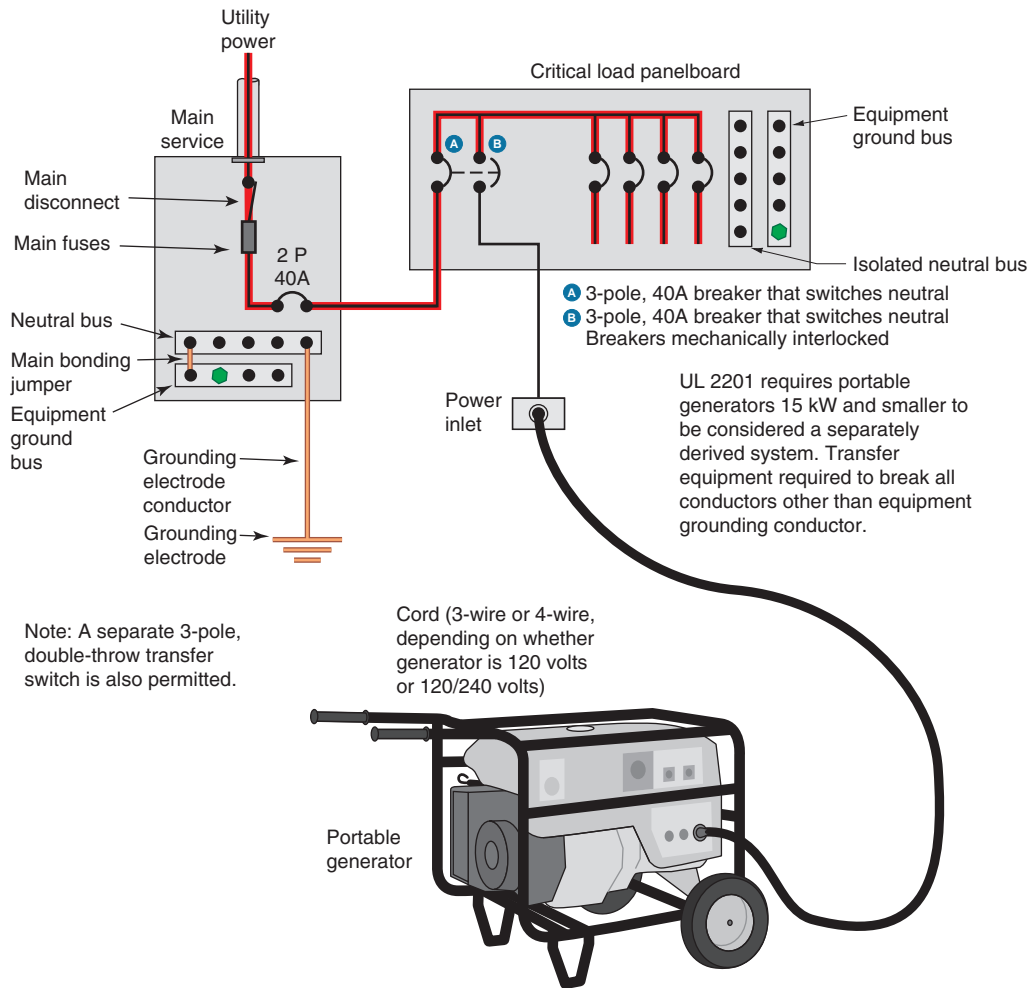 Utility
power
Critical load panelboard
Main
service
A
B
Equipment
ground bus
Main
disconnect
Main fuses
2 P
40A
Isolated neutral bus
A 3-pole, 40A breaker that switches neutral
B 3-pole, 40A breaker that switches neutral
Breakers mechanically interlocked
Neutral bus
Main bonding
jumper
Equipment
ground
bus
Power
inlet
UL 2201 requires portable
generators 15 kW and smaller to
be considered a separately
derived system. Transfer
equipment required to break all
conductors other than equipment
grounding conductor.
Grounding
electrode
conductor
Grounding
electrode
Note: A separate 3-pole,
double-throw transfer
switch is also permitted.
Cord (3-wire or 4-wire,
depending on whether
generator is 120 volts
or 120/240 volts)
Portable
generator